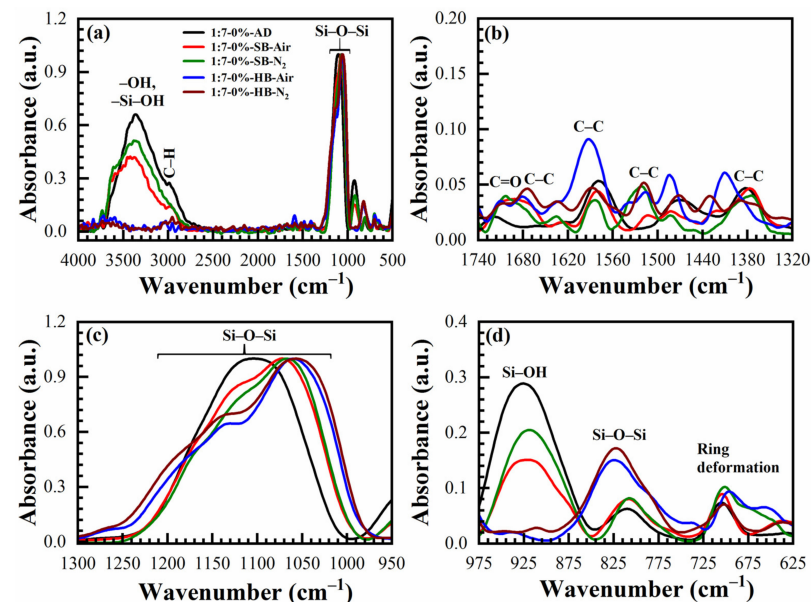 (a)
1:7-0%-AD
1:7-0%-SB-Air
1:7-0%-SB-N₂
1:7-0%-HB-Air
1:7-0%-HB-N₂
Si–O–Si
–OH,
–Si–OH
C–H
Absorbance (a.u.)
1.2
0.9
0.6
0.3
0.0
4000 3500 3000 2500 2000 1500 1000 500
Wavenumber (cm⁻¹)
(b)
C=O
C–C
C–C
C–C
C–C
Absorbance (a.u.)
0.20
0.15
0.10
0.05
0.00
1740 1680 1620 1560 1500 1440 1380 1320
Wavenumber (cm⁻¹)
(c)
Si–O–Si
Absorbance (a.u.)
1.2
0.9
0.6
0.3
0.0
1300 1250 1200 1150 1100 1050 1000 950
Wavenumber (cm⁻¹)
(d)
Si–OH
Si–O–Si
Ring
deformation
Absorbance (a.u.)
0.4
0.3
0.2
0.1
0.0
975 925 875 825 775 725 675 625
Wavenumber (cm⁻¹)